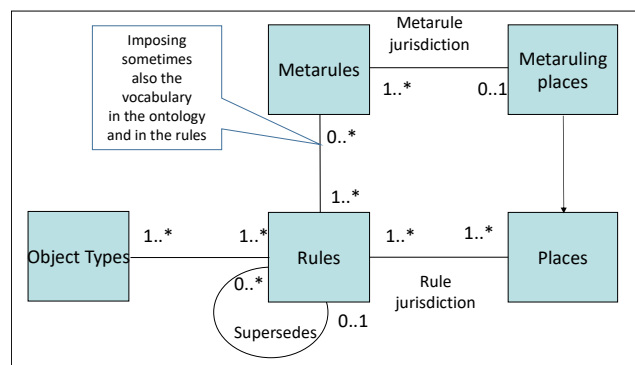 Imposing
sometimes
also the
vocabulary
in the ontology
and in the rules
Metarules
Metarule
jurisdiction
Metaruling
places
1..*
0..1
0..*
1..*
Object Types
1..*
1..*
Rules
1..*
1..*
Places
Rule
jurisdiction
0..*
0..1
Supersedes